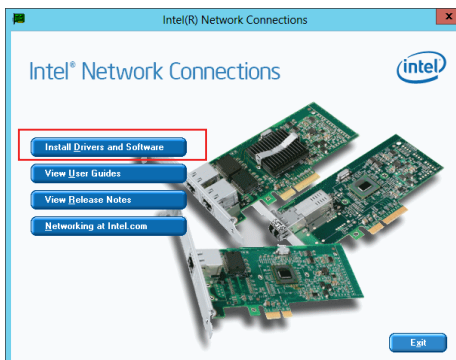 Intel(R) Network Connections
x
Intel® Network Connections
intel
Install Drivers and Software
View User Guides
View Release Notes
Networking at Intel.com
Exit